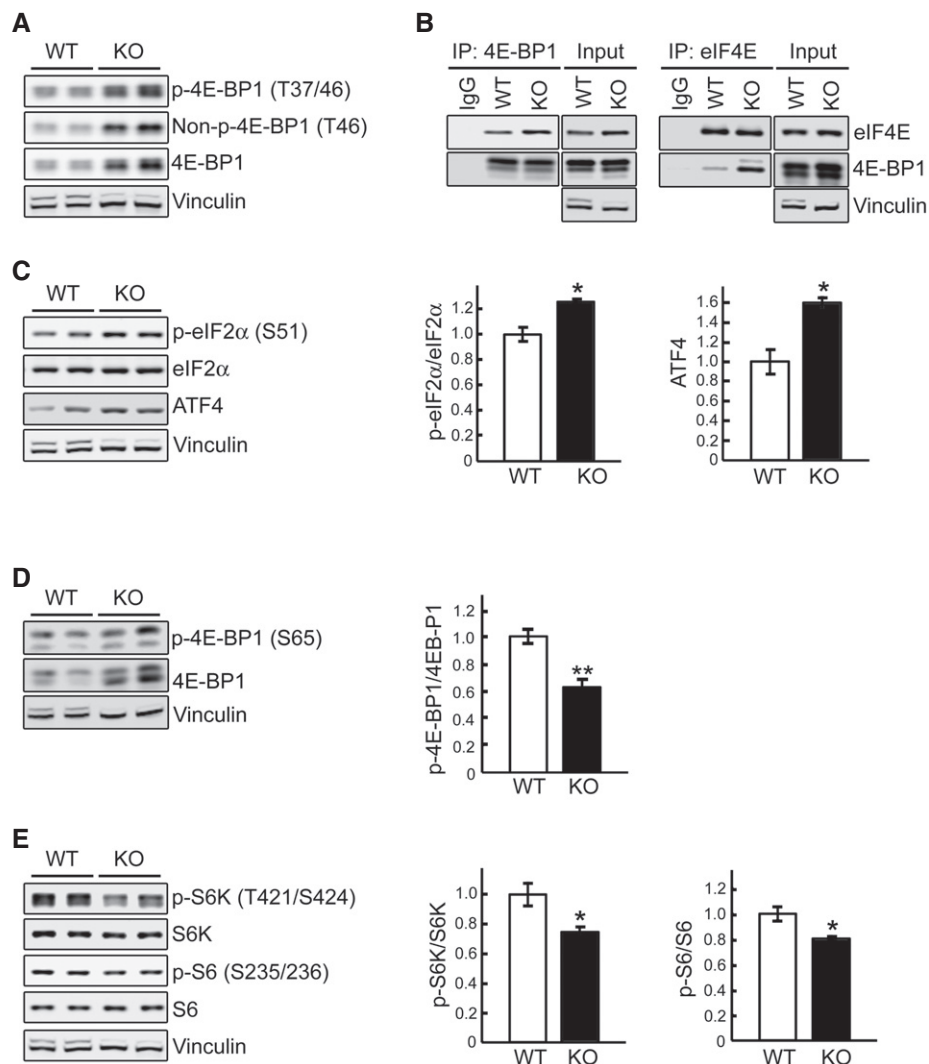 A
WT KO
p-4E-BP1 (T37/46)
Non-p-4E-BP1 (T46)
4E-BP1
Vinculin
B
IP: 4E-BP1 Input IP: eIF4E Input
IgG WT KO WT KO IgG WT KO WT KO
eIF4E
4E-BP1
Vinculin
C
WT KO
p-eIF2α (S51)
eIF2α
ATF4
Vinculin
p-eIF2α/eIF2α
1.2
1.0
0.8
0.6
0.4
0.2
0
*
WT KO
ATF4
1.6
1.4
1.2
1.0
0.8
0.6
0.4
0.2
0
*
WT KO
D
WT KO
p-4E-BP1 (S65)
4E-BP1
Vinculin
p-4E-BP1/4EB-P1
1.2
1.0
0.8
0.6
0.4
0.2
0
**
WT KO
E
WT KO
p-S6K (T421/S424)
S6K
p-S6 (S235/236)
S6
Vinculin
p-S6K/S6K
1.0
0.8
0.6
0.4
0.2
0
*
WT KO
p-S6/S6
1.2
1.0
0.8
0.6
0.4
0.2
0
*
WT KO